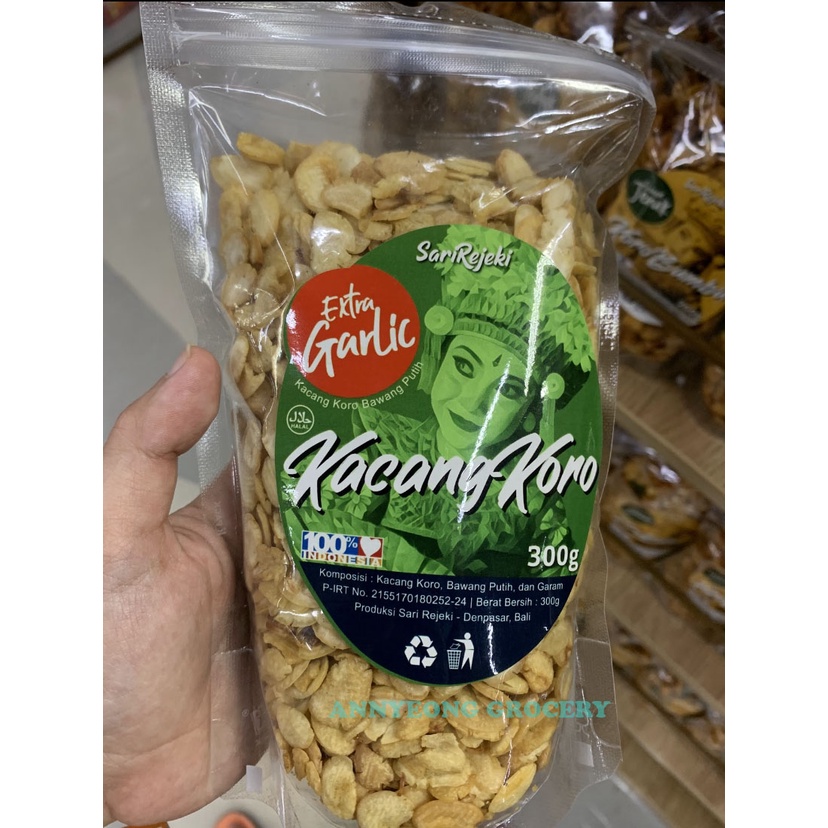 SariRejeki
Extra
Garlic
Kacang Koro Bawang Putih
حلال
HALAL
Kacang Koro
100%
INDONESIA
300g
Komposisi : Kacang Koro, Bawang Putih, dan Garam
P-IRT No. 2155170180252-24 | Berat Bersih : 300g
Produksi Sari Rejeki - Denpasar, Bali
ANNYEONG GROCERY